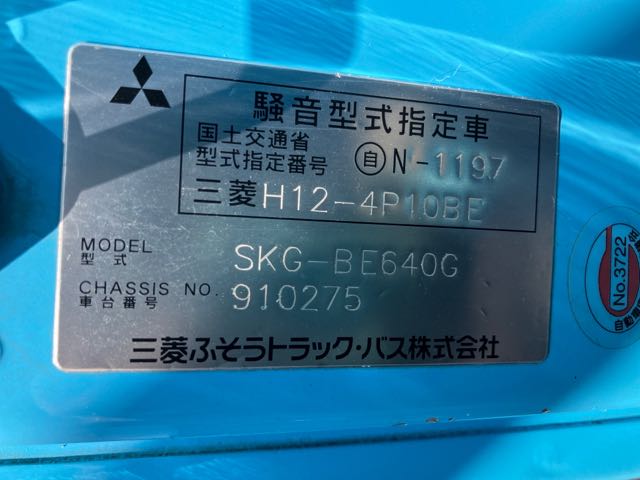 騒音型式指定車
国土交通省
型式指定番号 自 N-1197
三菱H12-4P10BE
MODEL
型式 SKG-BE640G
CHASSIS NO.
車台番号 910275
三菱ふそうトラック・バス株式会社
No.3722
自動